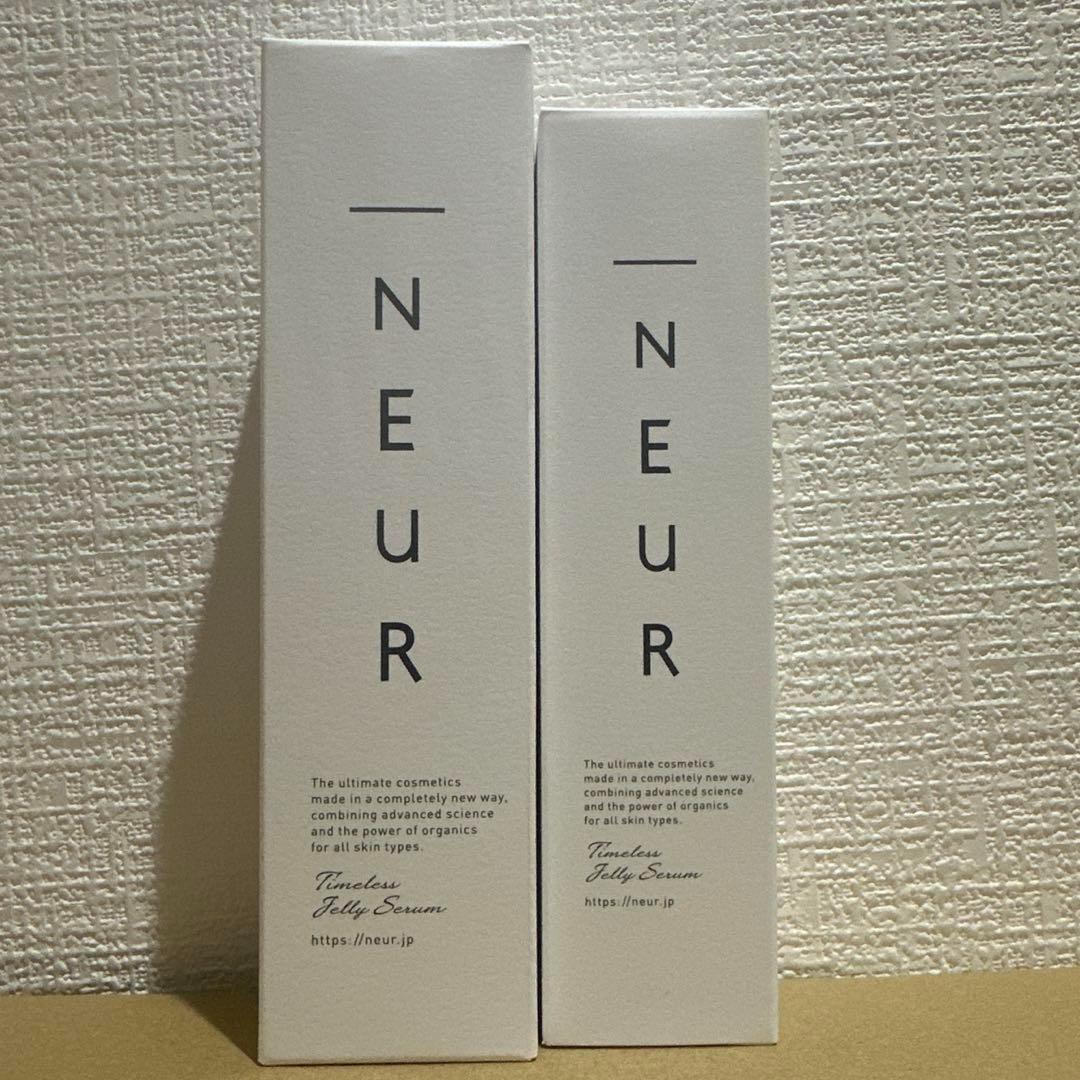 N
E
U
R
The ultimate cosmetics
made in a completely new way,
combining advanced science
and the power of organics
for all skin types.
Timeless
Jelly Serum
https://neur.jp
N
E
U
R
The ultimate cosmetics
made in a completely new way,
combining advanced science
and the power of organics
for all skin types.
Timeless
Jelly Serum
https://neur.jp